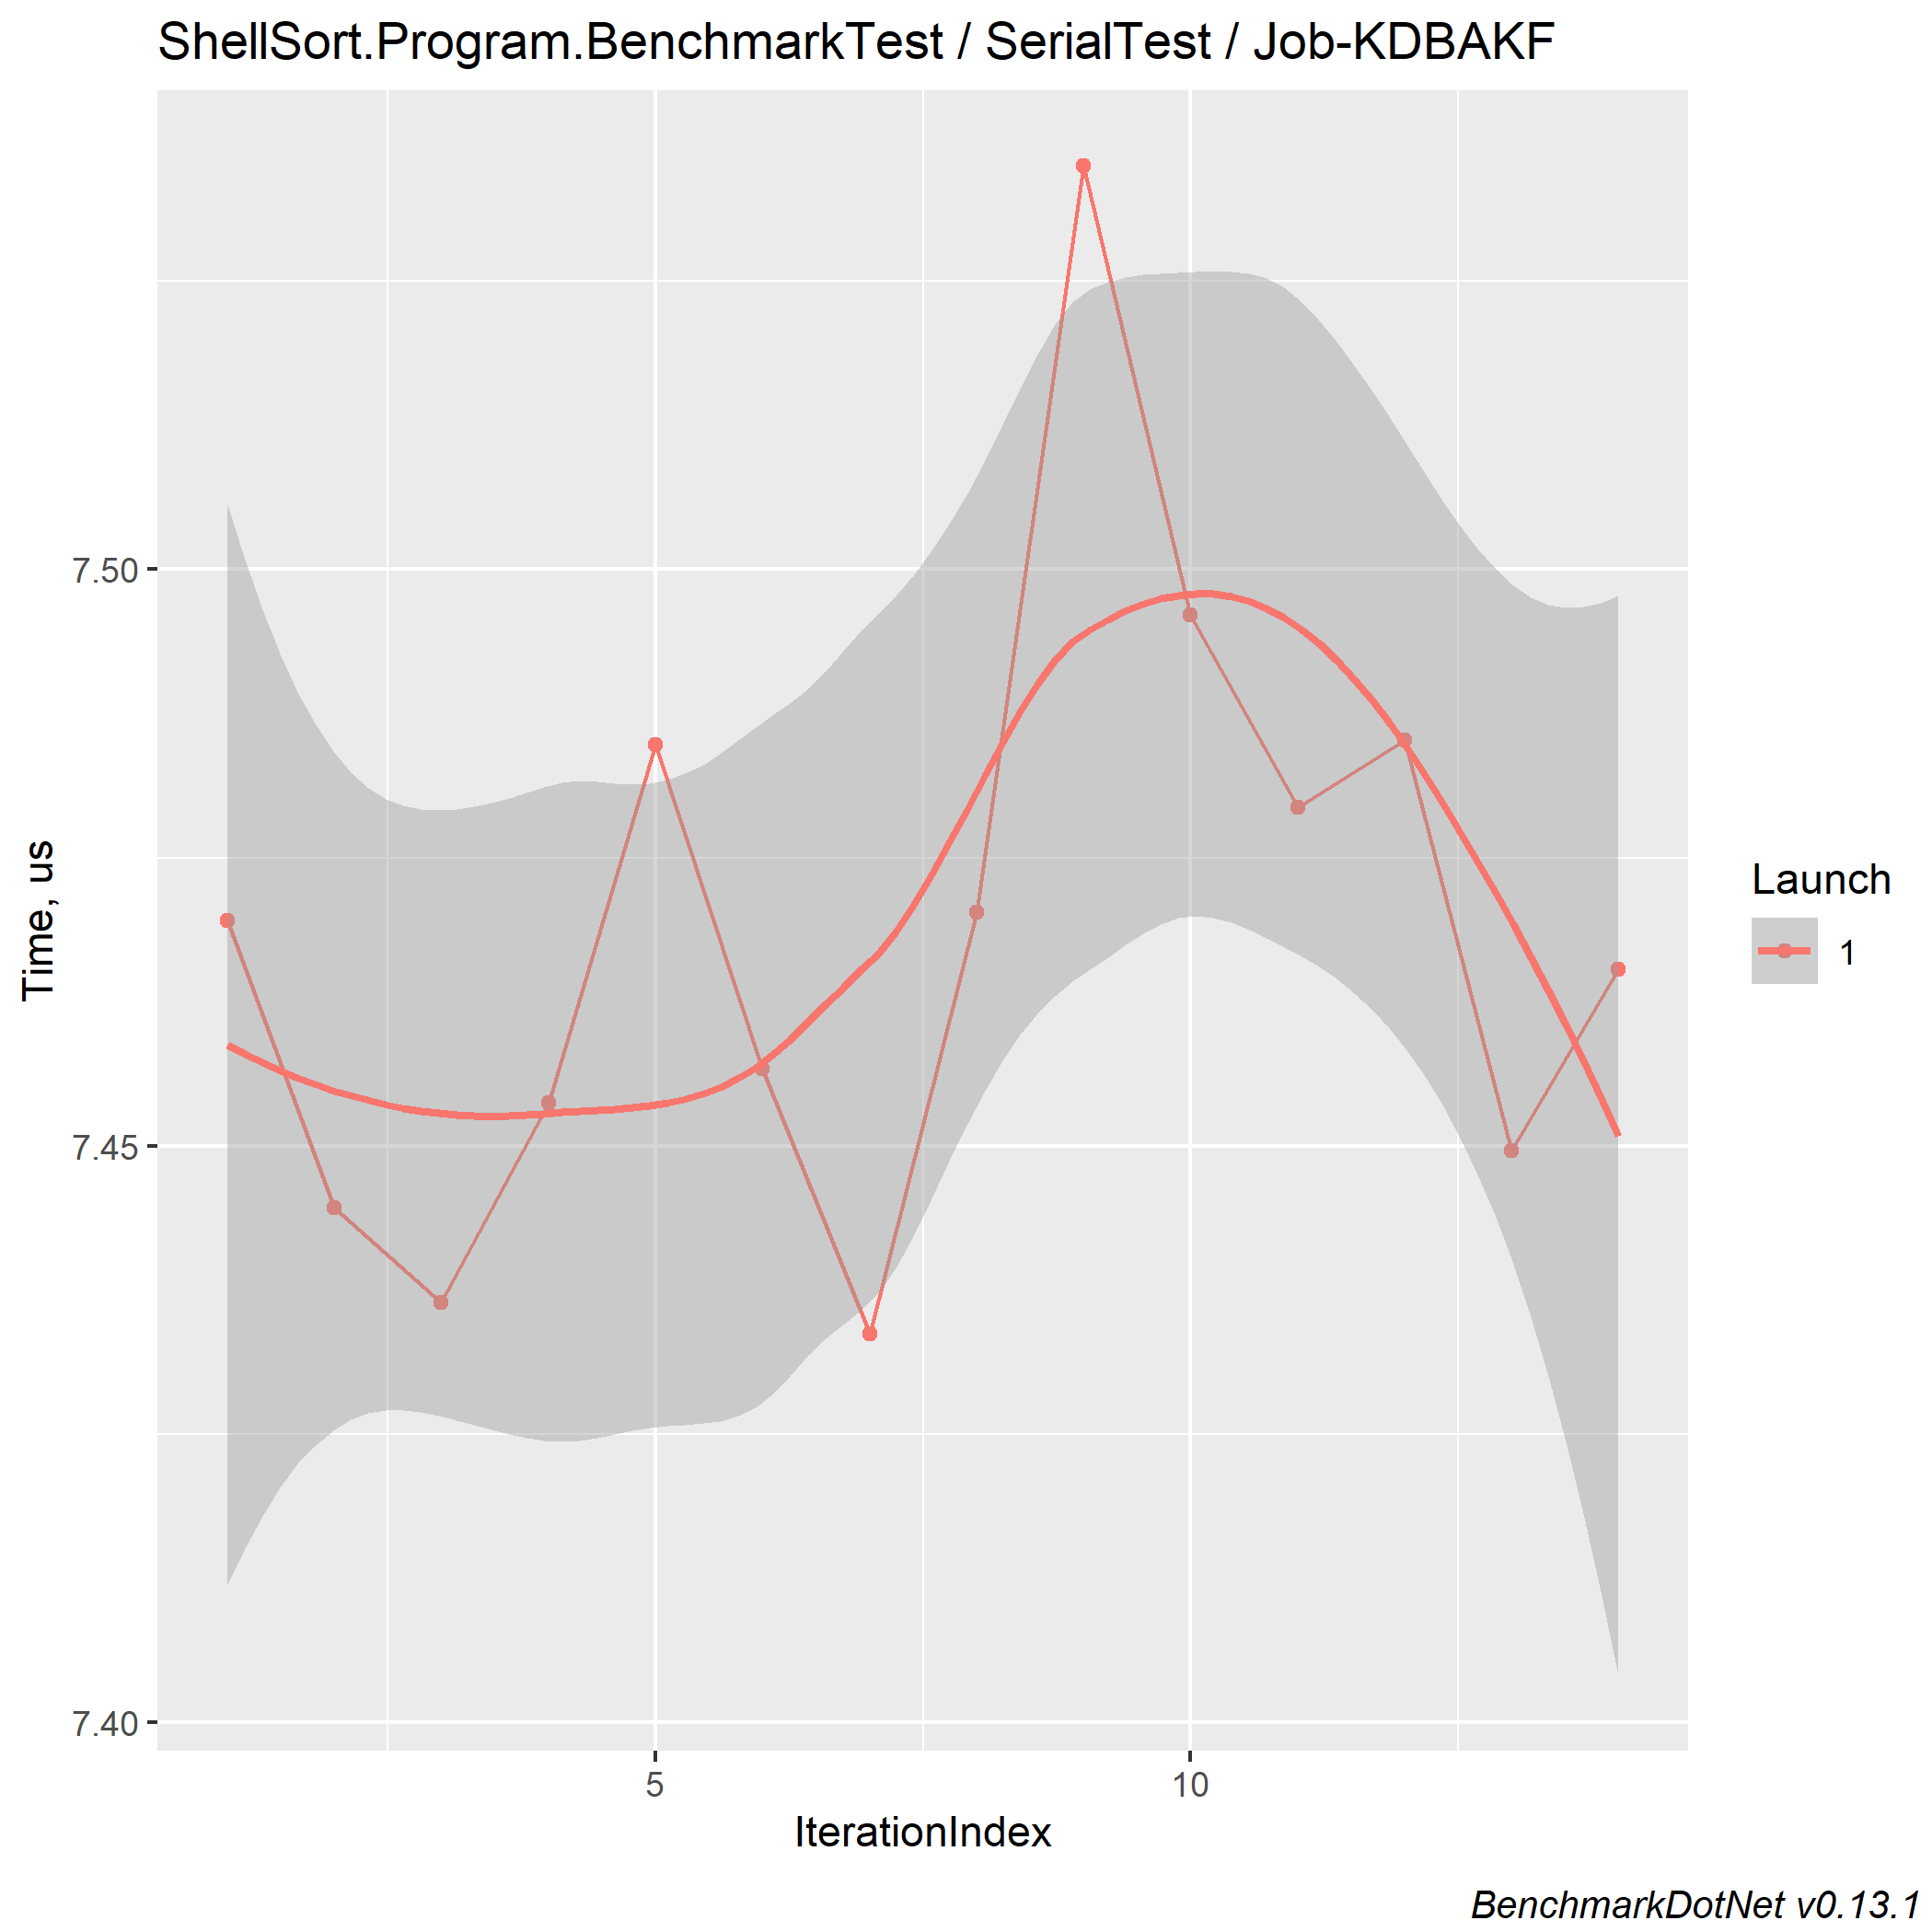 ShellSort.Program.BenchmarkTest / SerialTest / Job-KDBAKF
Time, us
7.50
7.45
7.40
5
10
IterationIndex
Launch
1
BenchmarkDotNet v0.13.1